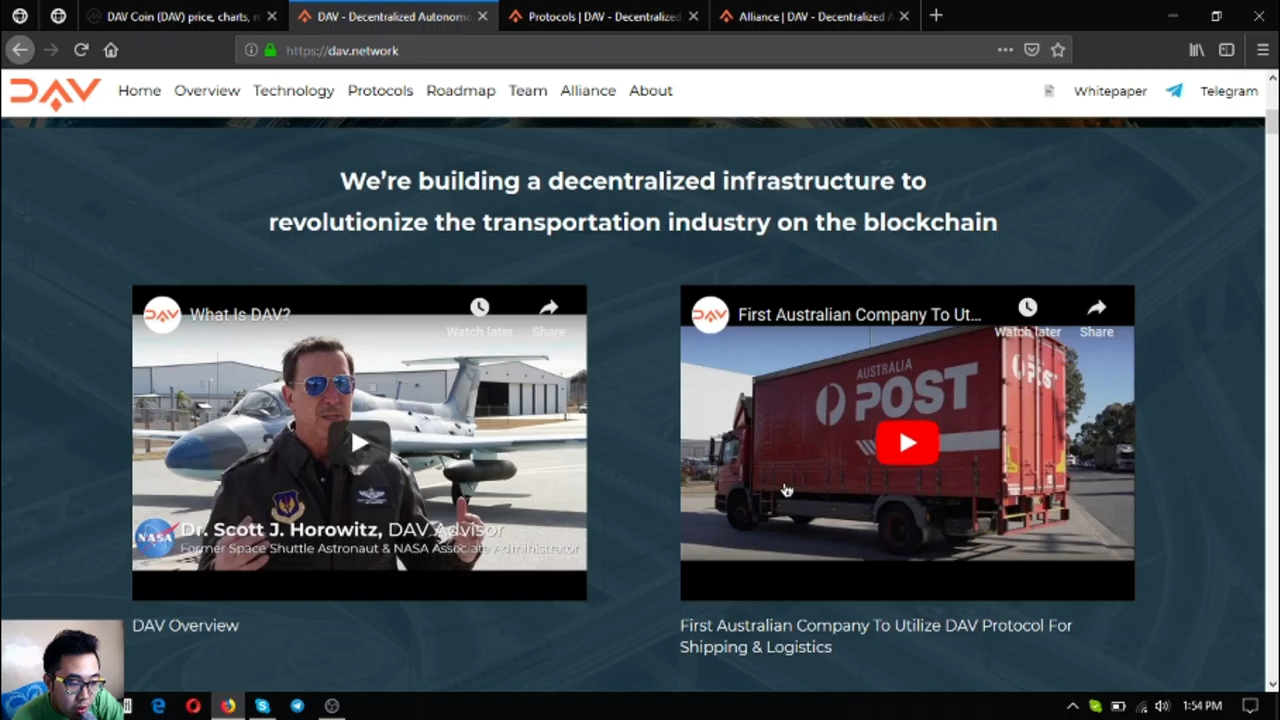 DAV Coin (DAV) price, charts, m
DAV - Decentralized Autonomo
Protocols | DAV - Decentralized
Alliance | DAV - Decentralized A
https://dav.network
DAV
Home
Overview
Technology
Protocols
Roadmap
Team
Alliance
About
Whitepaper
Telegram
We're building a decentralized infrastructure to
revolutionize the transportation industry on the blockchain
DAV
What Is DAV?
Watch later
Share
NASA
Dr. Scott J. Horowitz, DAV Advisor
Former Space Shuttle Astronaut & NASA Associate Administrator
DAV Overview
DAV
First Australian Company To Ut...
Watch later
Share
AUSTRALIA
POST
POST
First Australian Company To Utilize DAV Protocol For
Shipping & Logistics
1:54 PM